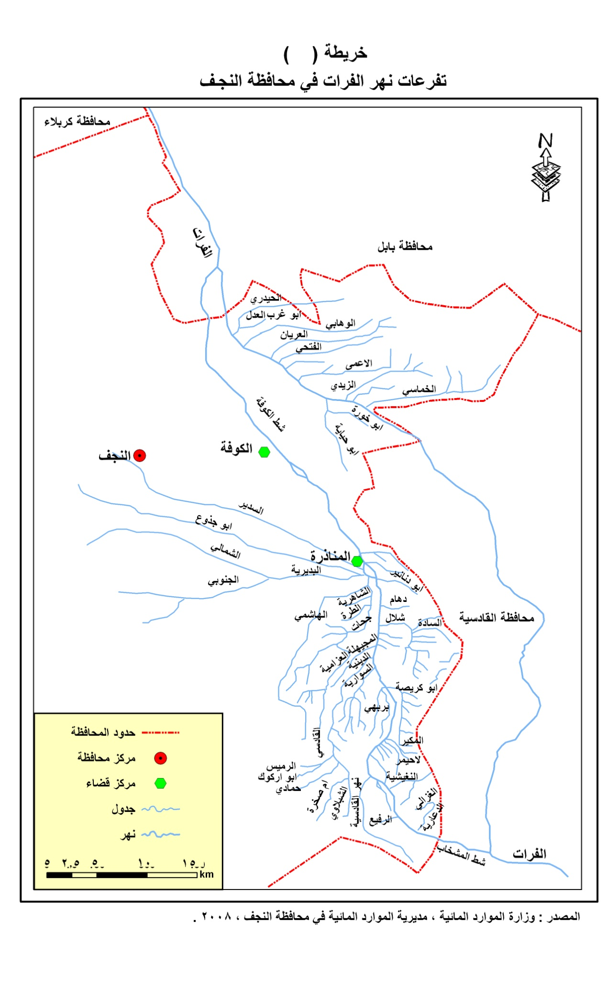 خريطة (    )
تفرعات نهر الفرات في محافظة النجف
محافظة كربلاء
N
الفرات
محافظة بابل
الحيدري
ابو غرب العدل
الوهابي
العريان
الفتحي
الاعمى
الزيدي
الخماسي
شط الكوفة
ابو خورة
ابو حياية
الكوفة
النجف
السدير
ابو جذوع
الشمالي
المناذرة
البديرية
الجنوبي
ابو دنانير
الشاهرية
دهام
الطرة
الهاشمي
شلال
السادة
محافظة القادسية
جحات
المجيهلة
العزامية
الدينية
السوارية
ابو كريصة
بربهي
القادسي
المكير
لاحيمر
الرميس
ابو اركوك
حمادي
النغيشية
ام صخرة
الشبلاوي
نهر القادسية
الغزالي
الرفيع
شط المشخاب
الفرات
حدود المحافظة
مركز محافظة
مركز قضاء
جدول
نهر
km
المصدر : وزارة الموارد المائية ، مديرية الموارد المائية في محافظة النجف ، ٢٠٠٨ .